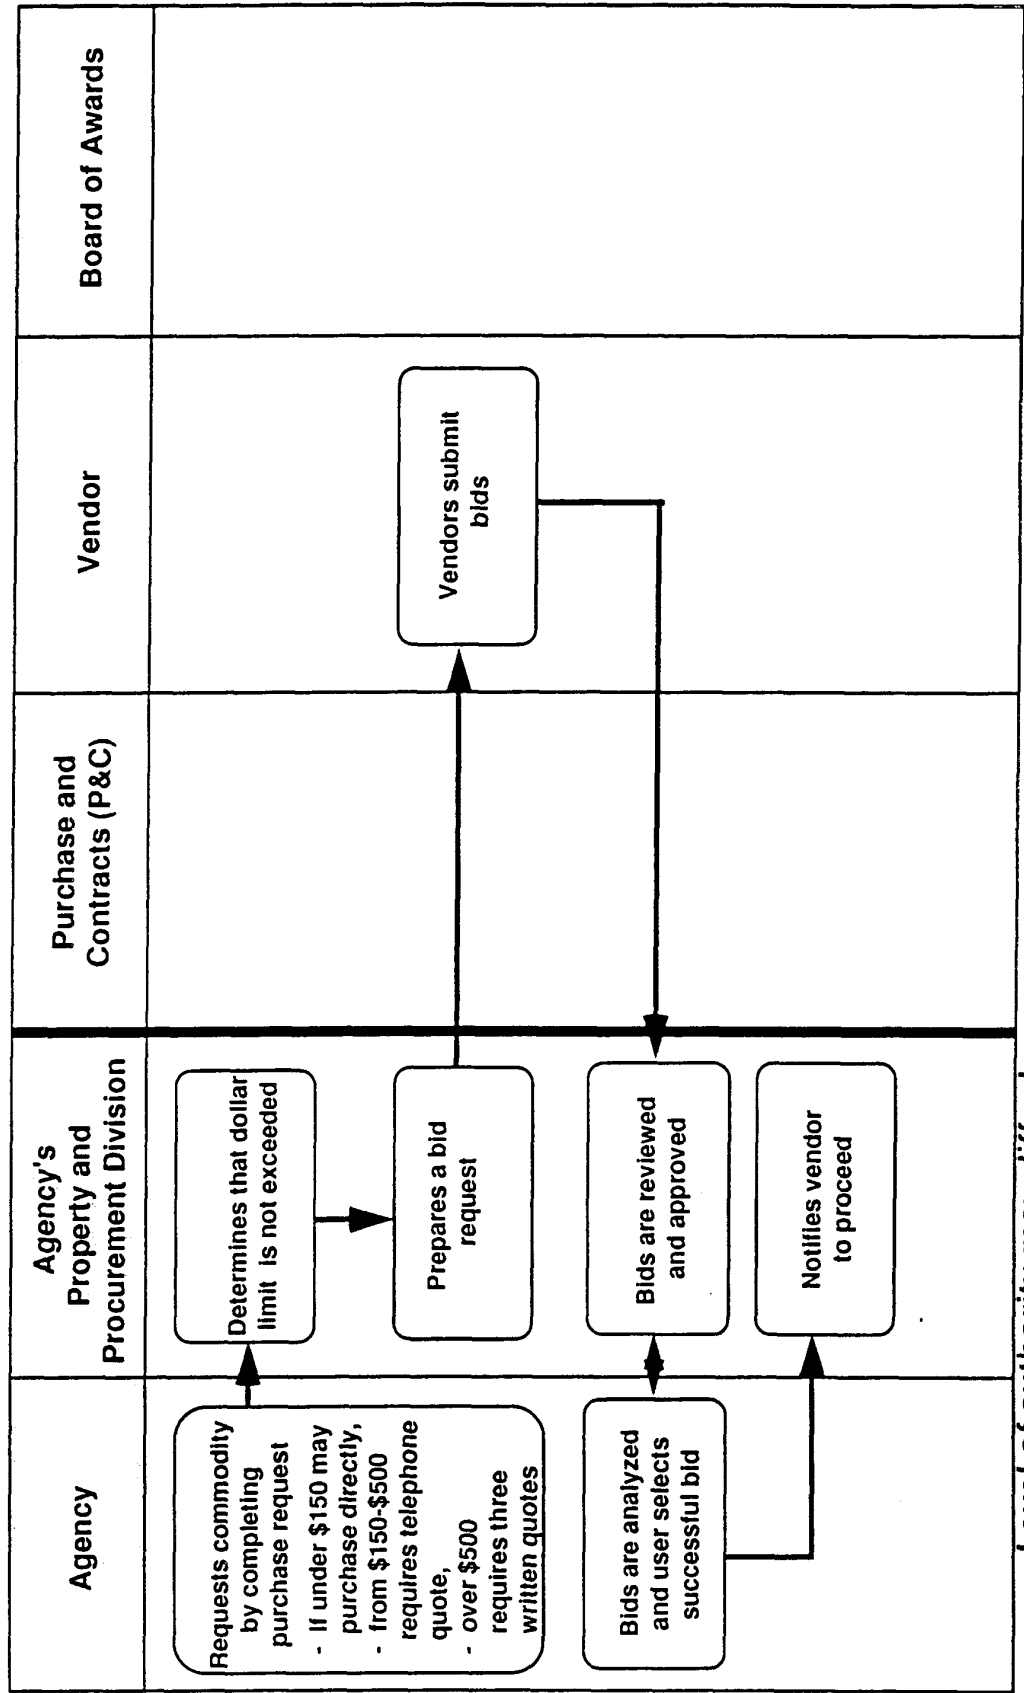 Agency
Agency's
Property and
Procurement Division
Purchase and
Contracts (P&C)
Vendor
Board of Awards
Requests commodity
by completing
purchase request
- If under $150 may
purchase directly,
- from $150-$500
requires telephone
quote,
- over $500
requires three
written quotes
Determines that dollar
limit is not exceeded
Prepares a bid
request
Vendors submit
bids
Bids are analyzed
and user selects
successful bid
Bids are reviewed
and approved
Notifies vendor
to proceed